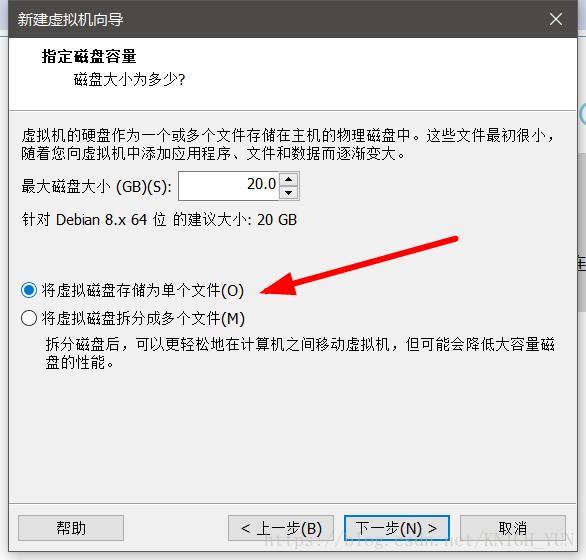 新建虚拟机向导
指定磁盘容量
磁盘大小为多少?
虚拟机的硬盘作为一个或多个文件存储在主机的物理磁盘中。这些文件最初很小，
随着您向虚拟机中添加应用程序、文件和数据而逐渐变大。
最大磁盘大小 (GB)(S): 20.0
针对 Debian 8.x 64 位 的建议大小: 20 GB
将虚拟磁盘存储为单个文件(O)
将虚拟磁盘拆分成多个文件(M)
拆分磁盘后，可以更轻松地在计算机之间移动虚拟机，但可能会降低大容量磁
盘的性能。
连
帮助 < 上一步(B) 下一步(N) > 取消
https://blog.csdn.net/KNIGH_YUN